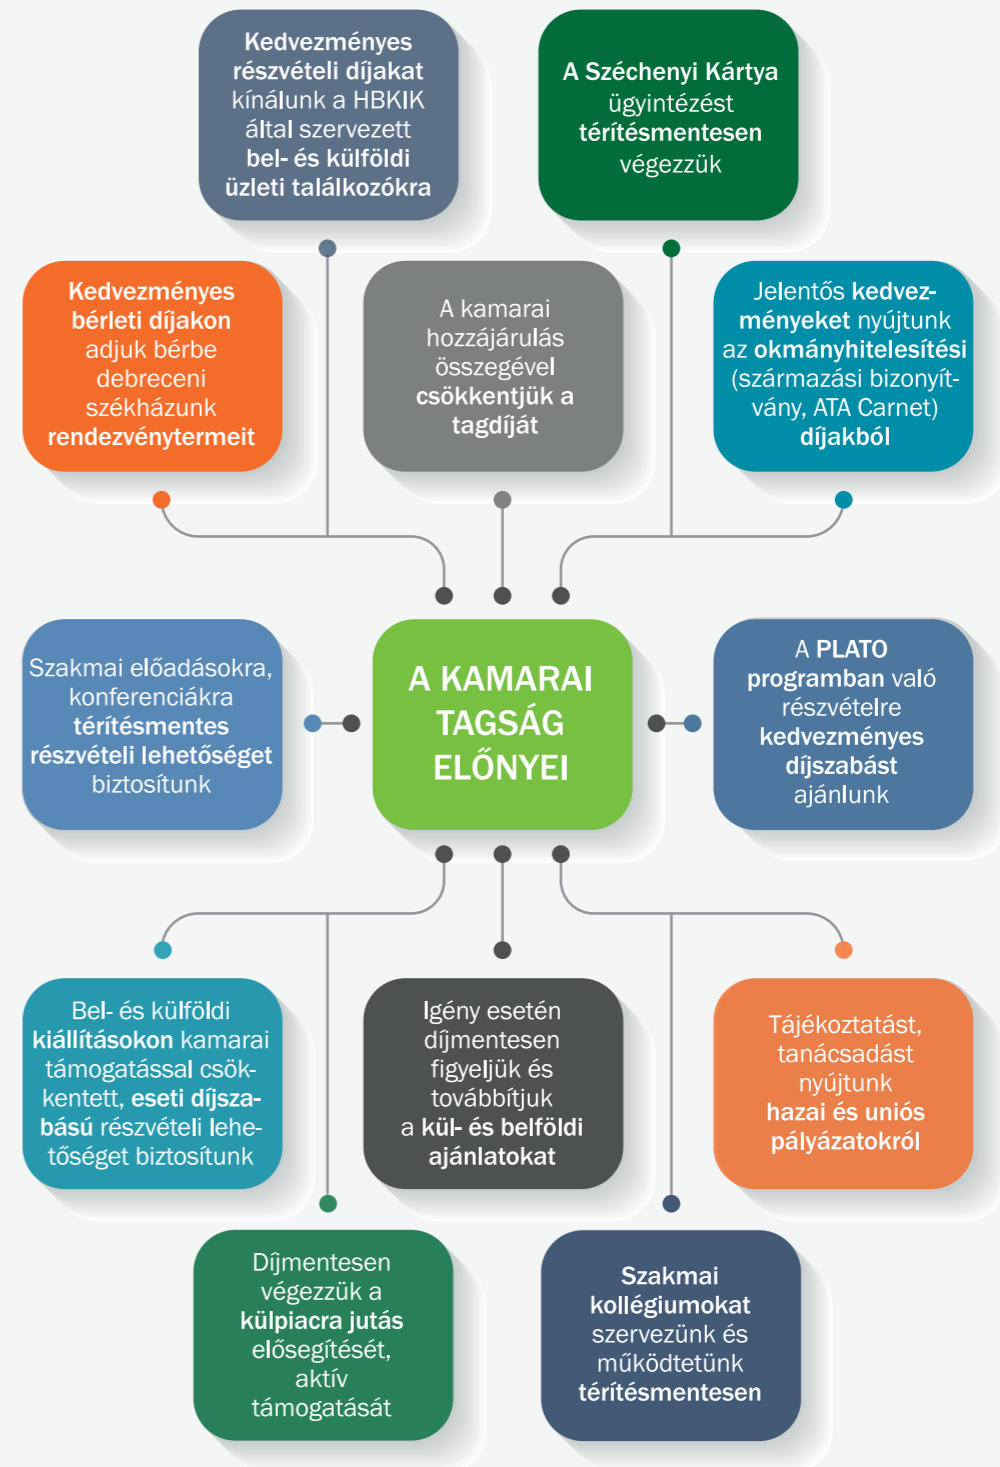 Kedvezményes
részvételi díjakat
kínálunk a HBKIK
által szervezett
bel- és külföldi
üzleti találkozókra
A Széchenyi Kártya
ügyintézést
térítésmentesen
végezzük
Kedvezményes
bérleti díjakon
adjuk bérbe
debreceni
székházunk
rendezvénytermeit
A kamarai
hozzájárulás
összegével
csökkentjük a
tagdíját
Jelentős kedvez-
ményeket nyújtunk
az okmányhitelesítési
(származási bizonyít-
vány, ATA Carnet)
díjakból
Szakmai előadásokra,
konferenciákra
térítésmentes
részvételi lehetőséget
biztosítunk
A KAMARAI
TAGSÁG
ELŐNYEI
A PLATO
programban való
részvételre
kedvezményes
díjszabást
ajánlunk
Bel- és külföldi
kiállításokon kamarai
támogatással csök-
kentett, eseti díjsza-
bású részvételi lehe-
tőséget biztosítunk
Igény esetén
díjmentesen
figyeljük és
továbbítjuk
a kül- és belföldi
ajánlatokat
Tájékoztatást,
tanácsadást
nyújtunk
hazai és uniós
pályázatokról
Díjmentesen
végezzük a
külpiacra jutás
elősegítését,
aktív
támogatását
Szakmai
kollégiumokat
szervezünk és
működtetünk
térítésmentesen